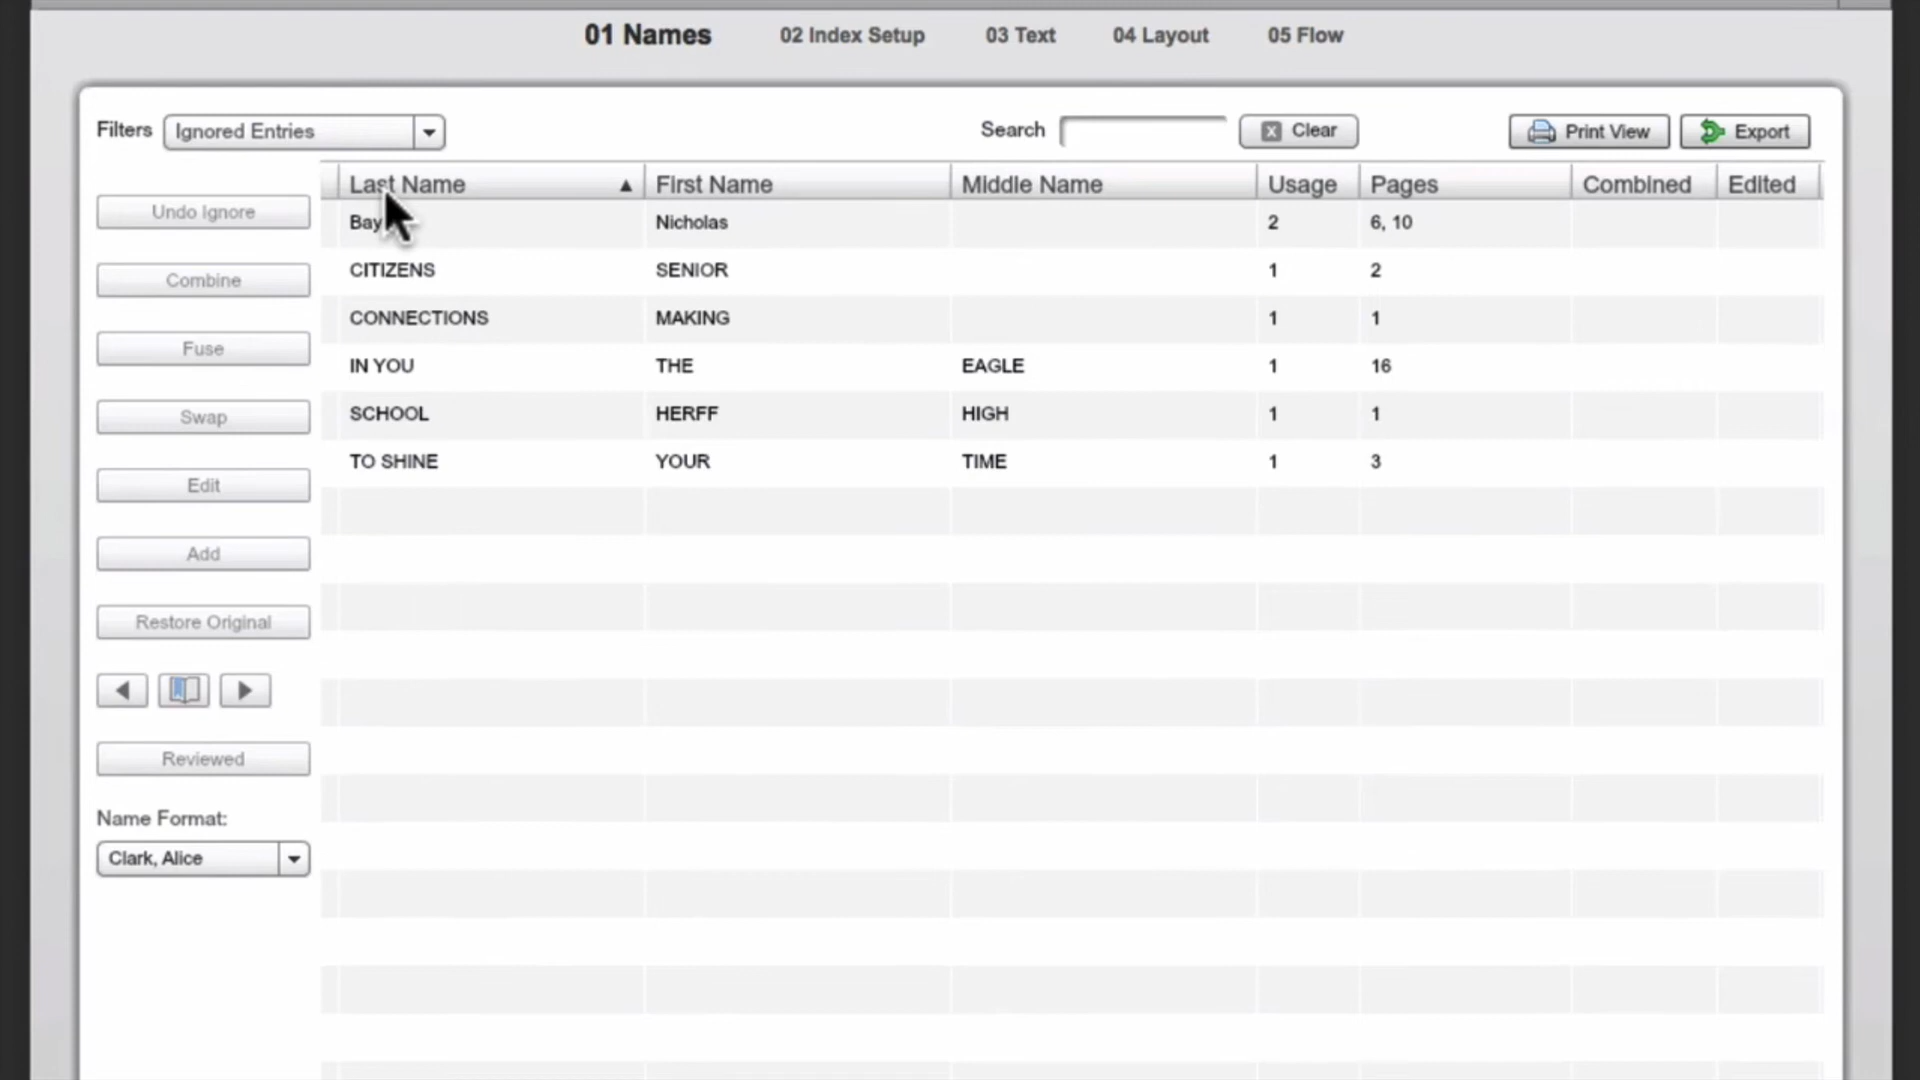 01 Names 02 Index Setup 03 Text 04 Layout 05 Flow
Filters Ignored Entries Search Clear Print View Export
Last Name First Name Middle Name Usage Pages Combined Edited
Undo Ignore
Nicholas 2 6, 10
CITIZENS SENIOR 1 2
Combine
CONNECTIONS MAKING 1 1
Fuse
IN YOU THE EAGLE 1 16
SCHOOL HERFF HIGH 1 1
Swap
TO SHINE YOUR TIME 1 3
Edit
Add
Restore Original
Reviewed
Name Format:
Clark, Alice